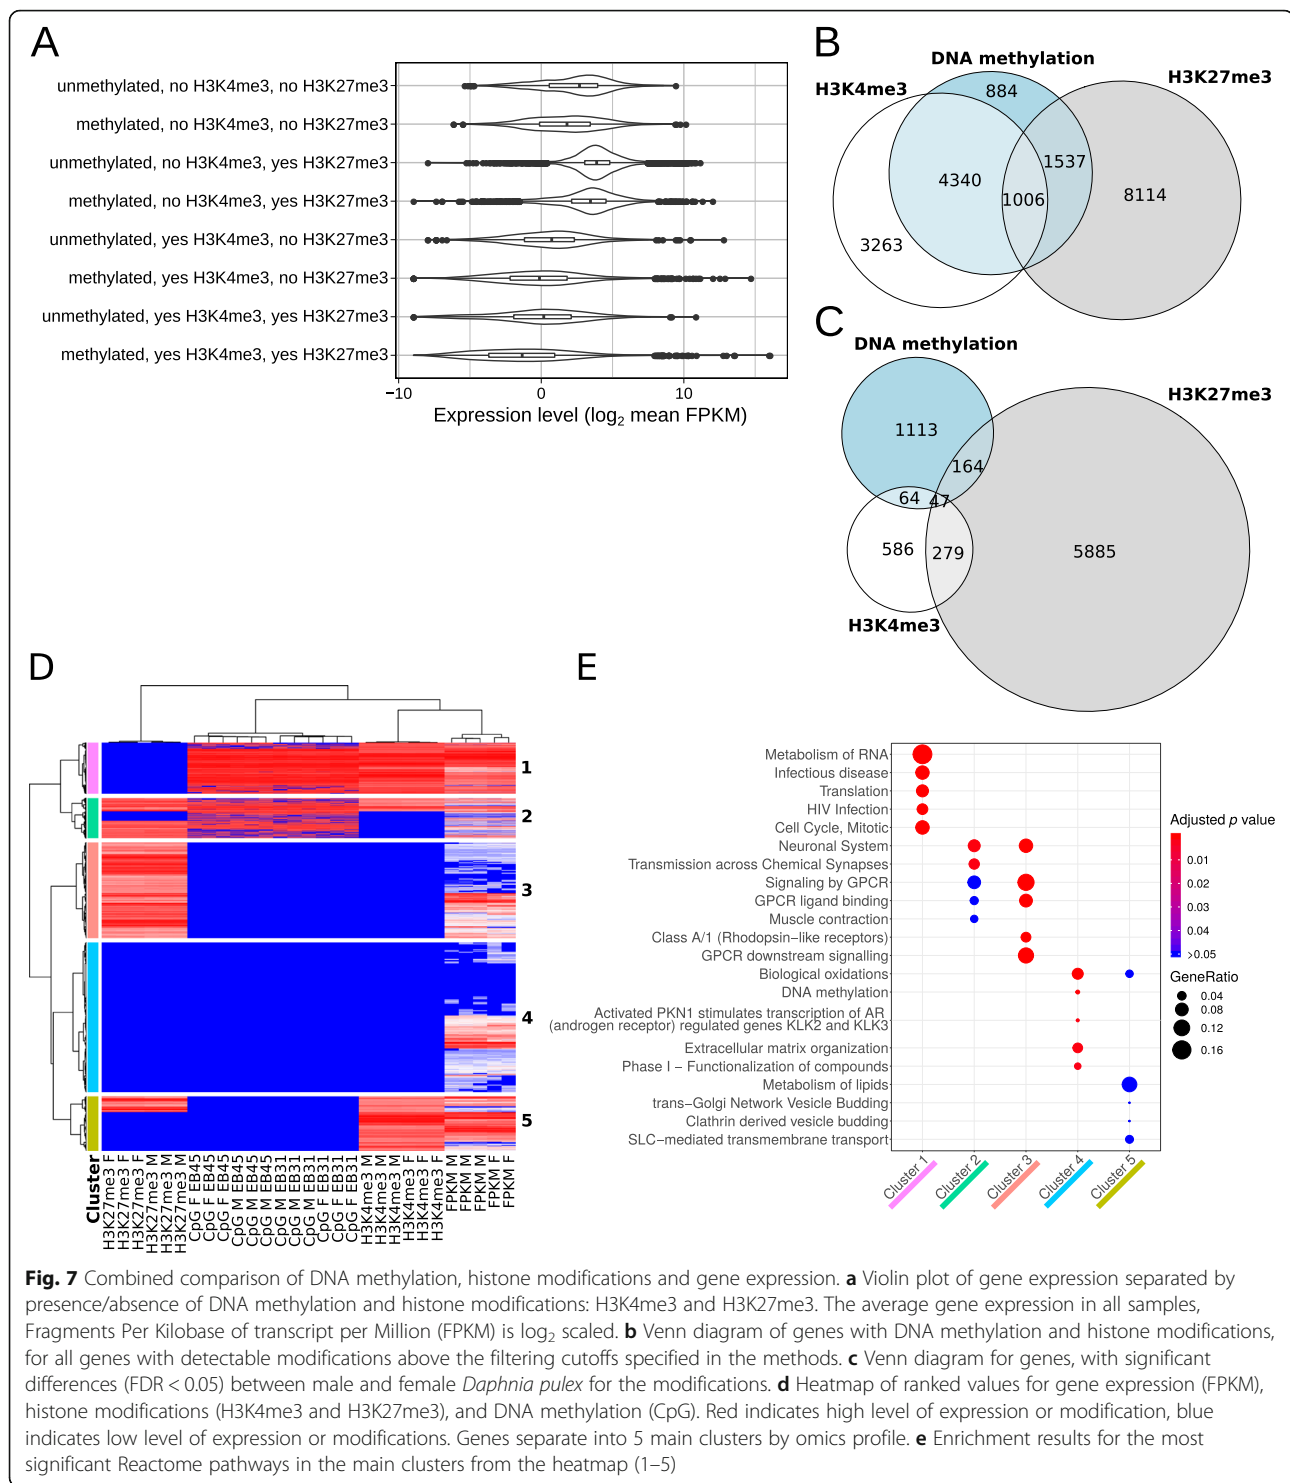 A
unmethylated, no H3K4me3, no H3K27me3
methylated, no H3K4me3, no H3K27me3
unmethylated, no H3K4me3, yes H3K27me3
methylated, no H3K4me3, yes H3K27me3
unmethylated, yes H3K4me3, no H3K27me3
methylated, yes H3K4me3, no H3K27me3
unmethylated, yes H3K4me3, yes H3K27me3
methylated, yes H3K4me3, yes H3K27me3
−10 0 10
Expression level (log2 mean FPKM)
B
DNA methylation
H3K4me3
H3K27me3
884
4340
1537
1006
8114
3263
C
DNA methylation
H3K27me3
1113
164
64
47
586
279
5885
H3K4me3
D
1
2
3
4
5
Cluster
H3K27me3 F
H3K27me3 F
H3K27me3 F
H3K27me3 M
H3K27me3 M
H3K27me3 M
CpG F EB45
CpG F EB45
CpG F EB45
CpG M EB45
CpG M EB45
CpG M EB45
CpG M EB31
CpG M EB31
CpG M EB31
CpG F EB31
CpG F EB31
CpG F EB31
H3K4me3 M
H3K4me3 M
H3K4me3 M
H3K4me3 F
H3K4me3 F
H3K4me3 F
FPKM M
FPKM M
FPKM M
FPKM F
FPKM F
E
Metabolism of RNA
Infectious disease
Translation
HIV Infection
Cell Cycle, Mitotic
Neuronal System
Transmission across Chemical Synapses
Signaling by GPCR
GPCR ligand binding
Muscle contraction
Class A/1 (Rhodopsin−like receptors)
GPCR downstream signalling
Biological oxidations
DNA methylation
Activated PKN1 stimulates transcription of AR
(androgen receptor) regulated genes KLK2 and KLK3
Extracellular matrix organization
Phase I − Functionalization of compounds
Metabolism of lipids
trans−Golgi Network Vesicle Budding
Clathrin derived vesicle budding
SLC−mediated transmembrane transport
Cluster 1
Cluster 2
Cluster 3
Cluster 4
Cluster 5
Adjusted p value
0.01
0.02
0.03
0.04
>0.05
GeneRatio
0.04
0.08
0.12
0.16
Fig. 7 Combined comparison of DNA methylation, histone modifications and gene expression. a Violin plot of gene expression separated by
presence/absence of DNA methylation and histone modifications: H3K4me3 and H3K27me3. The average gene expression in all samples,
Fragments Per Kilobase of transcript per Million (FPKM) is log2 scaled. b Venn diagram of genes with DNA methylation and histone modifications,
for all genes with detectable modifications above the filtering cutoffs specified in the methods. c Venn diagram for genes, with significant
differences (FDR < 0.05) between male and female Daphnia pulex for the modifications. d Heatmap of ranked values for gene expression (FPKM),
histone modifications (H3K4me3 and H3K27me3), and DNA methylation (CpG). Red indicates high level of expression or modification, blue
indicates low level of expression or modifications. Genes separate into 5 main clusters by omics profile. e Enrichment results for the most
significant Reactome pathways in the main clusters from the heatmap (1–5)